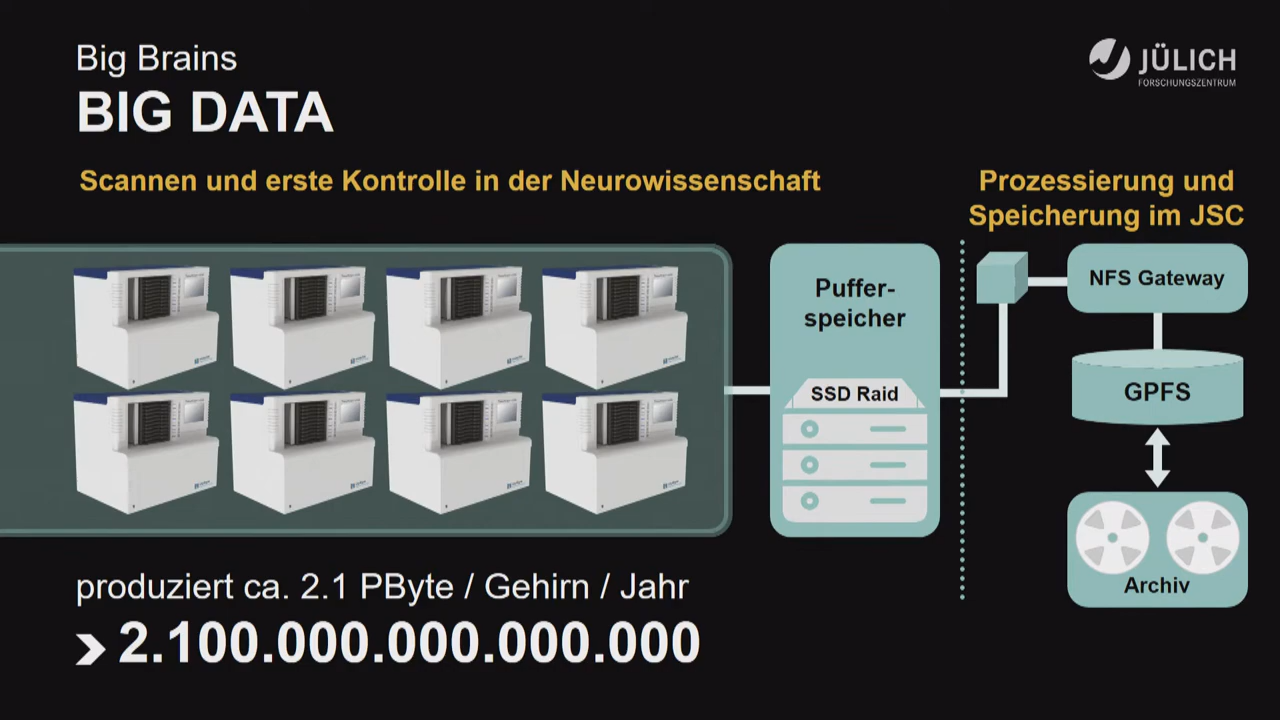 Big Brains
BIG DATA
JÜLICH
FORSCHUNGSZENTRUM
Scannen und erste Kontrolle in der Neurowissenschaft
Prozessierung und
Speicherung im JSC
Puffer-
speicher
SSD Raid
NFS Gateway
GPFS
Archiv
produziert ca. 2.1 PByte / Gehirn / Jahr
2.100.000.000.000.000